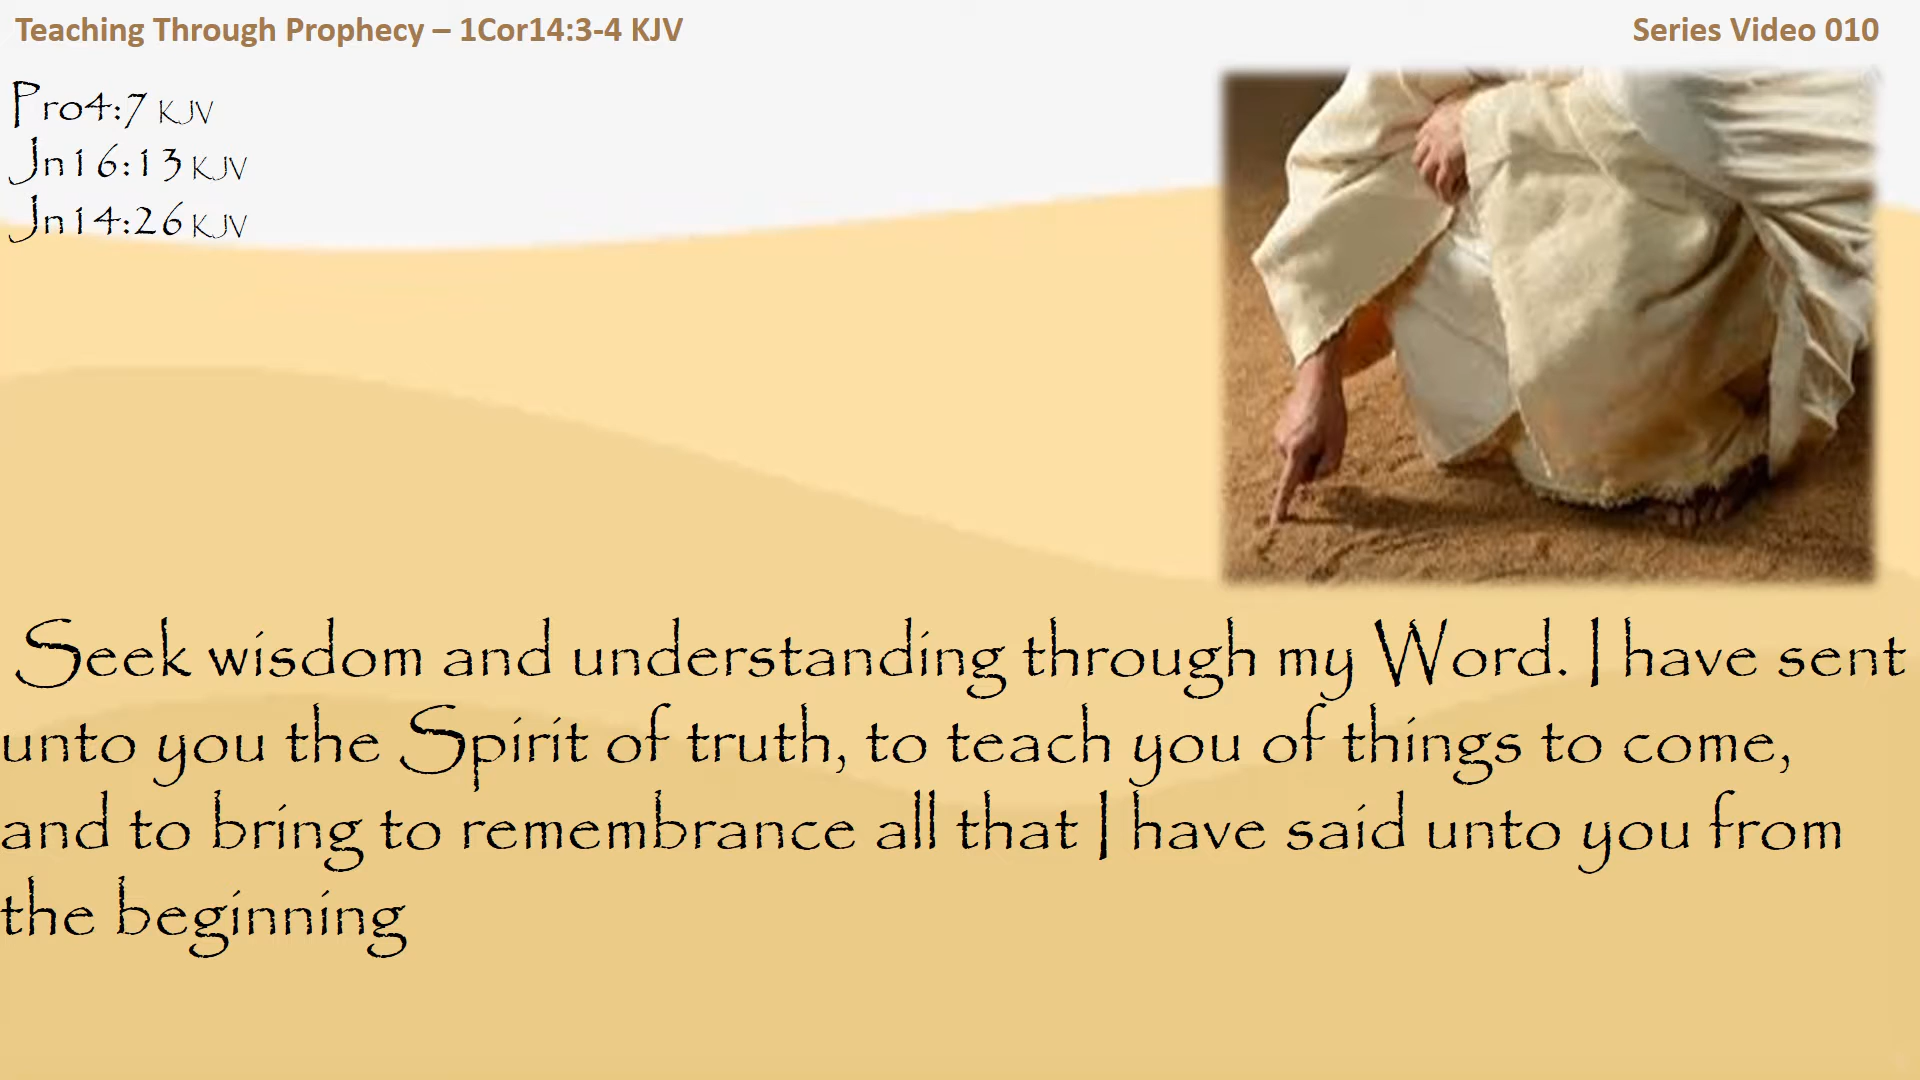 Teaching Through Prophecy – 1Cor14:3-4 KJV
Series Video 010
Pro4:7 KJV
Jn16:13 KJV
Jn14:26 KJV
Seek wisdom and understanding through my Word. I have sent
unto you the Spirit of truth, to teach you of things to come,
and to bring to remembrance all that I have said unto you from
the beginning